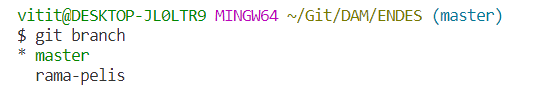 vitit@DESKTOP-JL0LTR9 MINGW64 ~/Git/DAM/ENDES (master)
$ git branch
* master
  rama-pelis